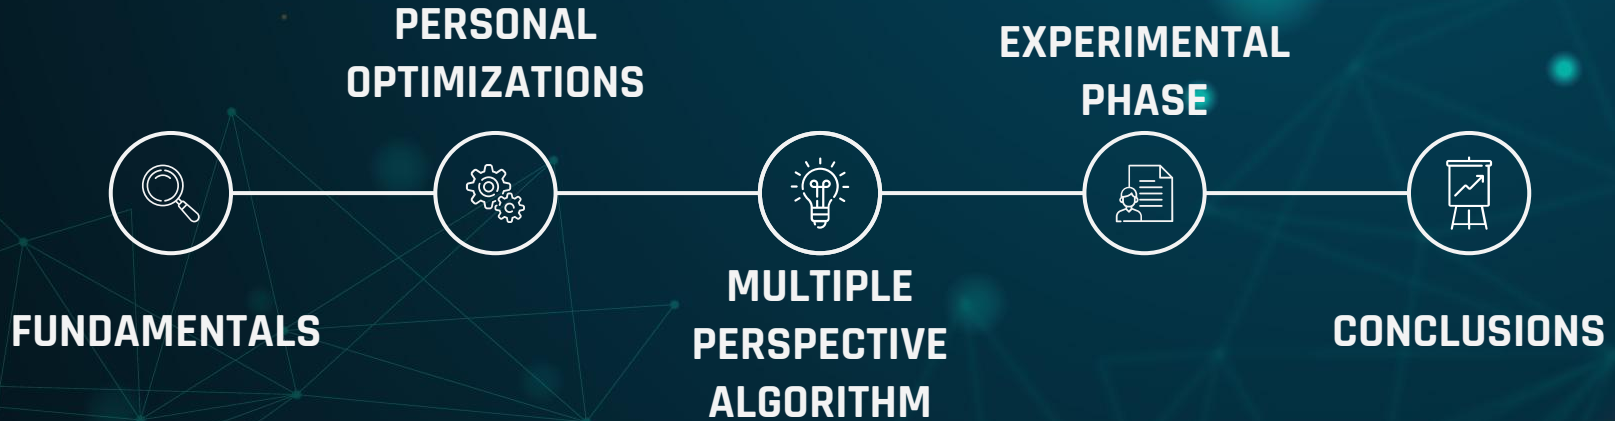 FUNDAMENTALS
PERSONAL
OPTIMIZATIONS
MULTIPLE
PERSPECTIVE
ALGORITHM
EXPERIMENTAL
PHASE
CONCLUSIONS